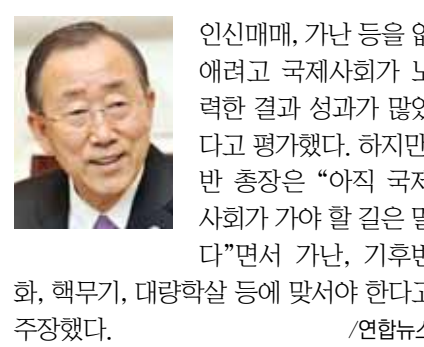 인신매매, 가난 등을 없
애려고 국제사회가 노
력한 결과 성과가 많았
다고 평가했다. 하지만
반 총장은 “아직 국제
사회가 가야 할 길은 멀
다”면서 가난, 기후변
화, 핵무기, 대량학살 등에 맞서야 한다고
주장했다. /연합뉴스